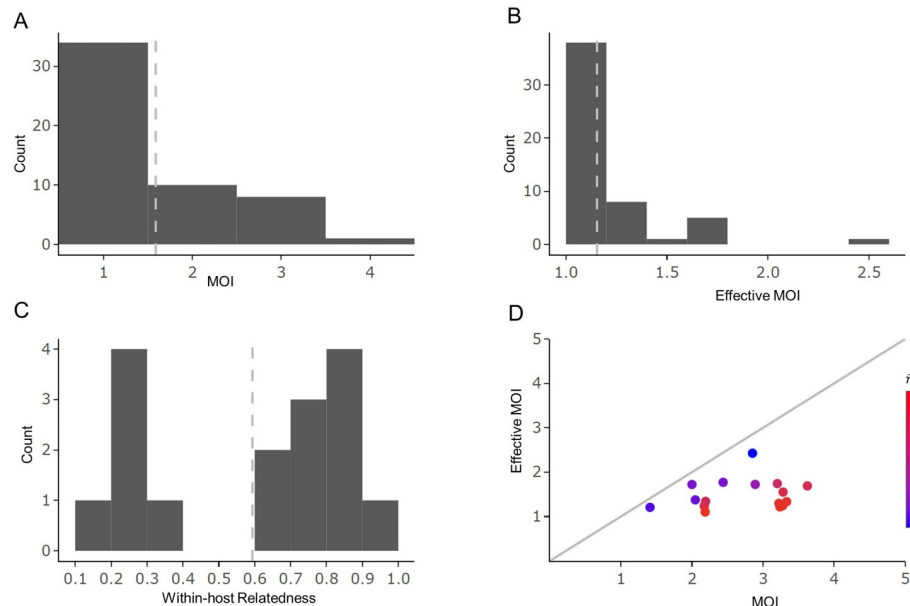 A
Count
30
20
10
0
1 2 3 4
MOI
B
Count
30
20
10
0
1.0 1.5 2.0 2.5
Effective MOI
C
Count
4
3
2
1
0
0.1 0.2 0.3 0.4 0.5 0.6 0.7 0.8 0.9 1.0
Within-host Relatedness
D
Effective MOI
5
4
3
2
1
1 2 3 4 5
MOI